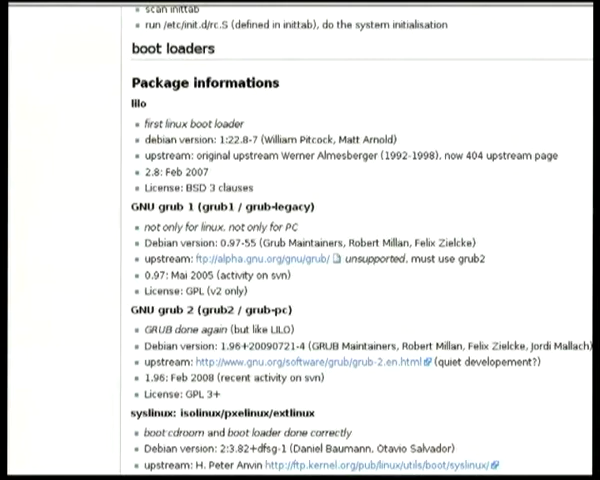 scan inittab
run /etc/init.d/rc.S (defined in inittab), do the system initialisation
boot loaders
Package informations
lilo
first linux boot loader
debian version: 1:22.8-7 (William Pitcock, Matt Arnold)
upstream: original upstream Werner Almesberger (1992-1998), now 404 upstream page
2.8: Feb 2007
License: BSD 3 clauses
GNU grub 1 (grub1 / grub-legacy)
not only for linux, not only for PC
Debian version: 0.97-55 (Grub Maintainers, Robert Millan, Felix Zielcke)
upstream: ftp://alpha.gnu.org/gnu/grub/ unsupported, must use grub2
0.97: Mai 2005 (activity on svn)
License: GPL (v2 only)
GNU grub 2 (grub2 / grub-pc)
GRUB done again (but like LILO)
Debian version: 1.96+20090721-4 (GRUB Maintainers, Robert Millan, Felix Zielcke, Jordi Mallach)
upstream: http://www.gnu.org/software/grub/grub-2.en.html (quiet developement?)
1.96: Feb 2008 (recent activity on svn)
License: GPL 3+
syslinux: isolinux/pxelinux/extlinux
boot cdroom and boot loader done correctly
Debian version: 2:3.82+dfsg-1 (Daniel Baumann, Otavio Salvador)
upstream: H. Peter Anvin http://ftp.kernel.org/pub/linux/utils/boot/syslinux/